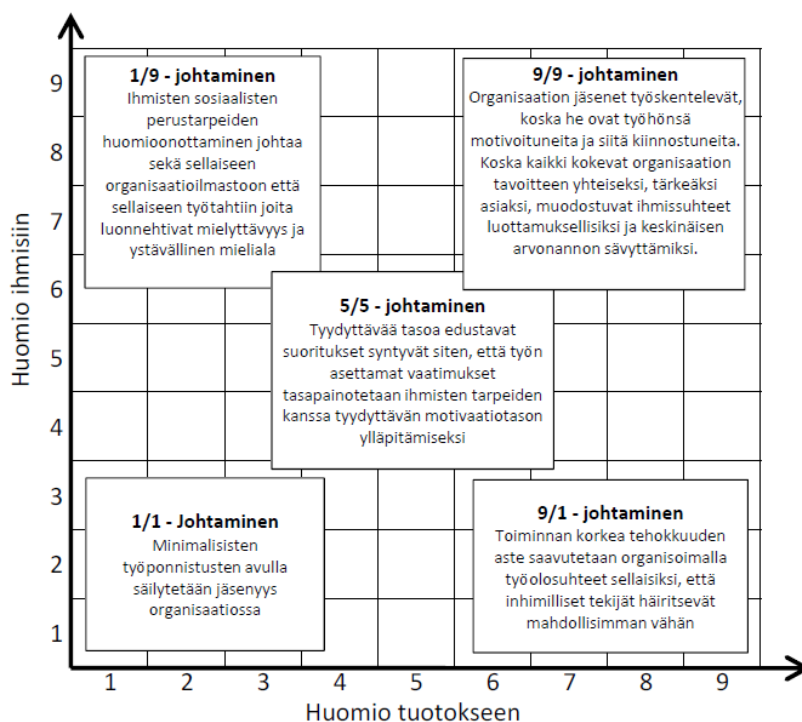 Huomio ihmisiin
9
8
7
6
5
4
3
2
1
1/9 - johtaminen
Ihmisten sosiaalisten
perustarpeiden
huomioonottaminen johtaa
sekä sellaiseen
organisaatioilmastoon että
sellaiseen työtahtiin joita
luonnehtivat mielyttävyys ja
ystävällinen mieliala
9/9 - johtaminen
Organisaation jäsenet työskentelevät,
koska he ovat työhönsä
motivoituneita ja siitä kiinnostuneita.
Koska kaikki kokevat organisaation
tavoitteen yhteiseksi, tärkeäksi
asiaksi, muodostuvat ihmissuhteet
luottamuksellisiksi ja keskinäisen
arvonannon sävyttämiksi.
5/5 - johtaminen
Tyydyttävää tasoa edustavat
suoritukset syntyvät siten, että työn
asettamat vaatimukset
tasapainotetaan ihmisten tarpeiden
kanssa tyydyttävän motivaatiotason
ylläpitämiseksi
1/1 - Johtaminen
Minimalisisten
työponnistusten avulla
säilytetään jäsenyys
organisaatiossa
9/1 - johtaminen
Toiminnan korkea tehokkuuden
aste saavutetaan organisoimalla
työolosuhteet sellaisiksi, että
inhimilliset tekijät häiritsevät
mahdollisimman vähän
1 2 3 4 5 6 7 8 9
Huomio tuotokseen